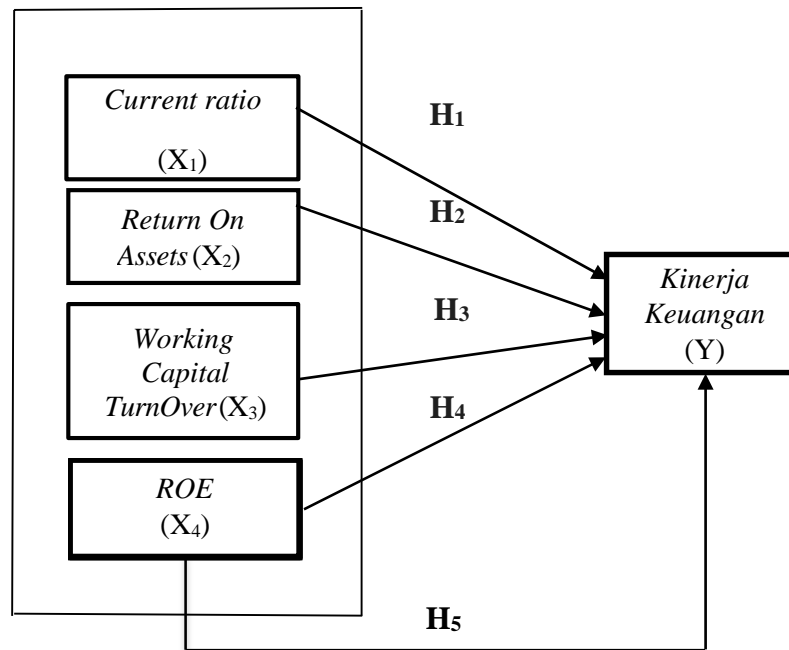 Current ratio
(X1)
Return On
Assets (X2)
Working
Capital
TurnOver (X3)
ROE
(X4)
H1
H2
H3
H4
H5
Kinerja
Keuangan
(Y)